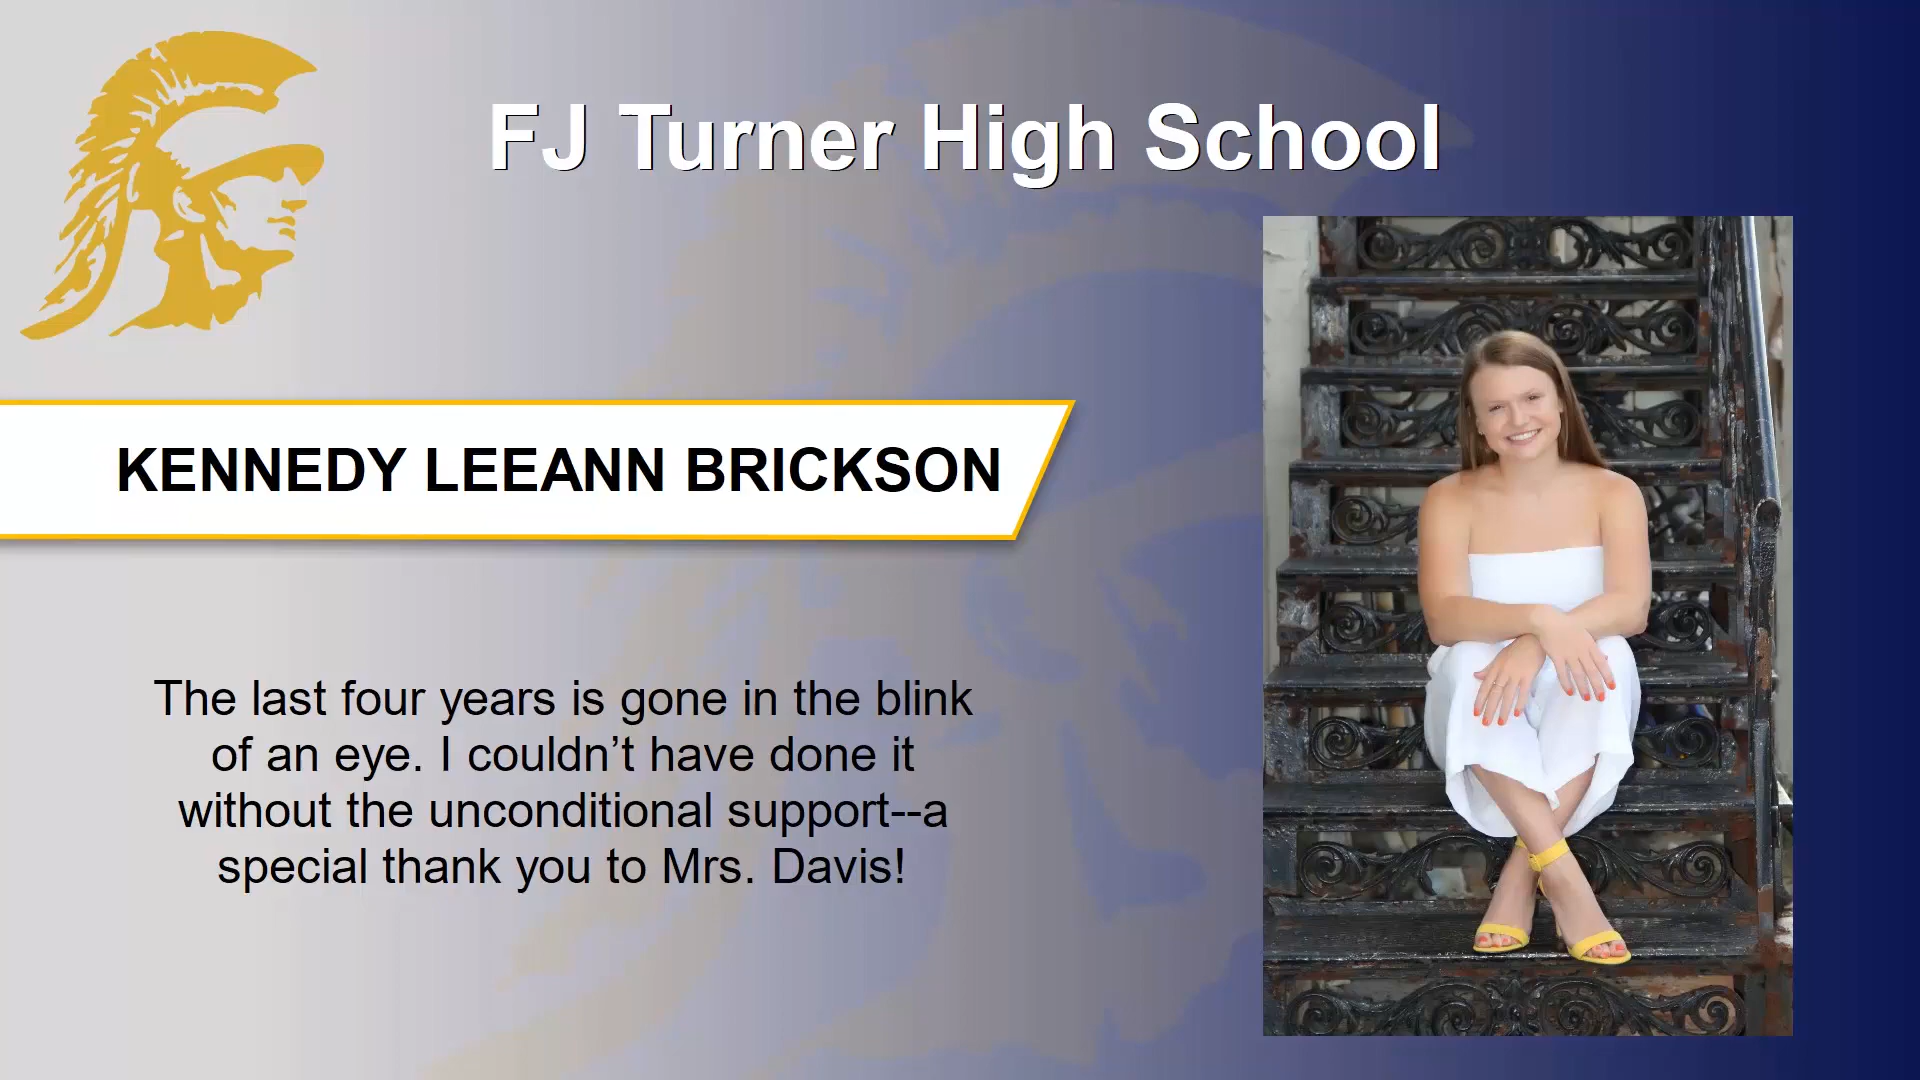 FJ Turner High School
KENNEDY LEEANN BRICKSON
The last four years is gone in the blink
of an eye. I couldn’t have done it
without the unconditional support--a
special thank you to Mrs. Davis!